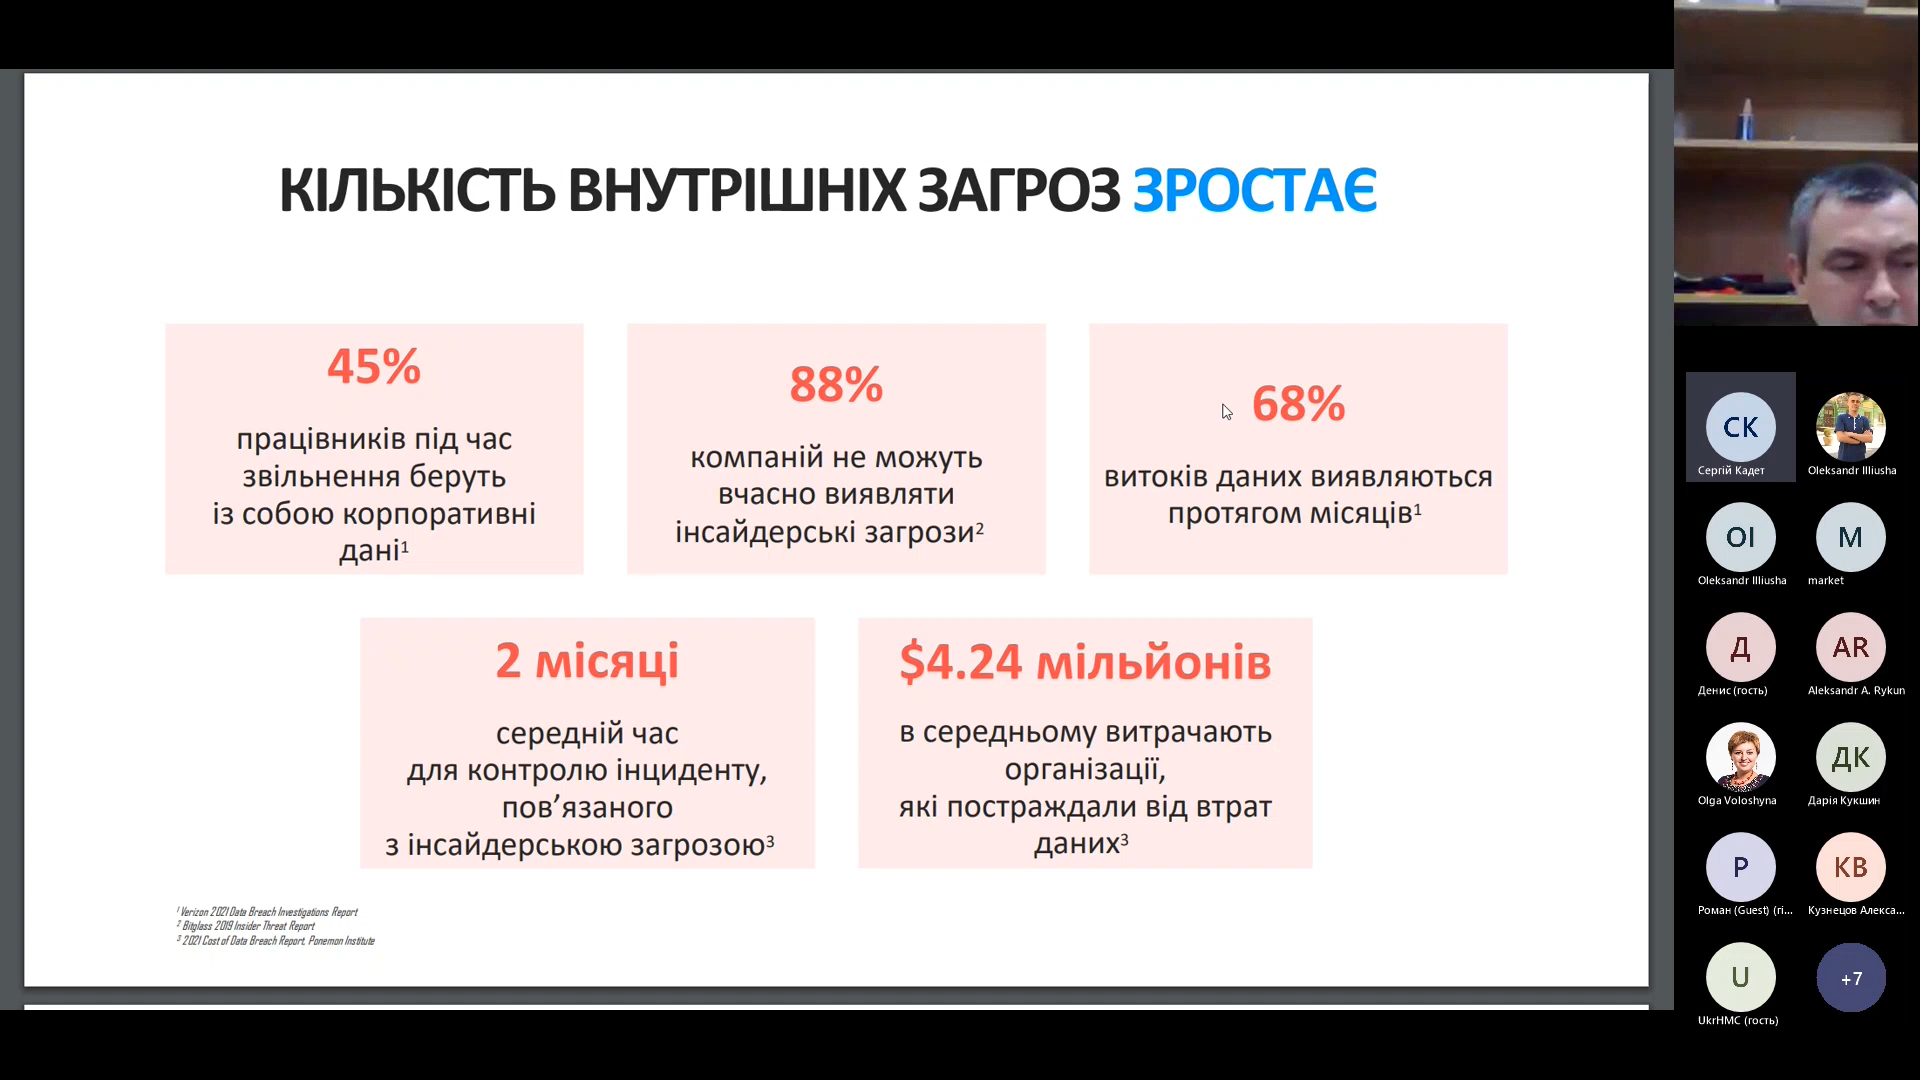 КІЛЬКІСТЬ ВНУТРІШНІХ ЗАГРОЗ ЗРОСТАЄ
45%
працівників під час
звільнення беруть
із собою корпоративні
дані¹
88%
компаній не можуть
вчасно виявляти
інсайдерські загрози²
68%
витоків даних виявляються
протягом місяців¹
2 місяці
середній час
для контролю інциденту,
пов’язаного
з інсайдерською загрозою³
$4.24 мільйонів
в середньому витрачають
організації,
які постраждали від втрат
даних³
¹ Verizon 2021 Data Breach Investigations Report
² Bitglass 2019 Insider Threat Report
³ 2021 Cost of Data Breach Report, Ponemon Institute
СК
Сергій Кадет
Oleksandr Illiusha
OI
Oleksandr Illiusha
M
market
Д
Денис (гость)
AR
Aleksandr A. Rykun
Olga Voloshyna
ДК
Дарія Кукшин
Р
Роман (Guest) (гі...
КВ
Кузнецов Алекса...
U
UkrHMC (гость)
+7